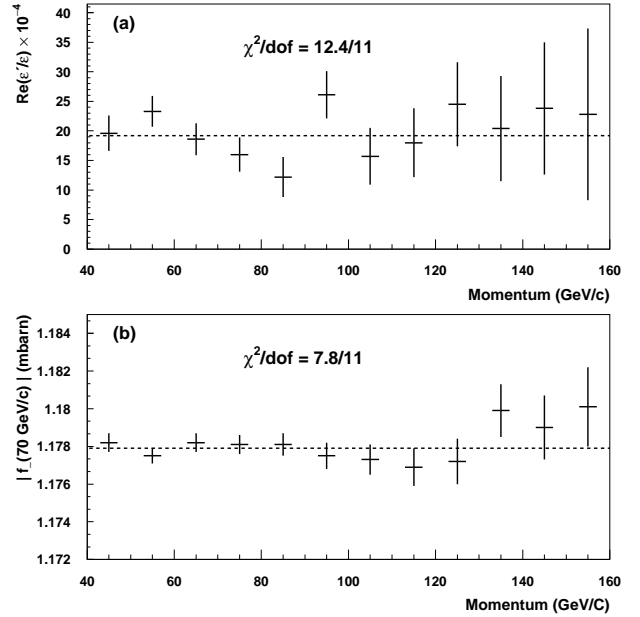 (a)
χ²/dof = 12.4/11
Re(ε´/ε) × 10⁻⁴
40
35
30
25
20
15
10
5
0
40 60 80 100 120 140 160
Momentum (GeV/c)
(b)
χ²/dof = 7.8/11
| f_(70 GeV/c) | (mbarn)
1.184
1.182
1.18
1.178
1.176
1.174
1.172
40 60 80 100 120 140 160
Momentum (GeV/C)